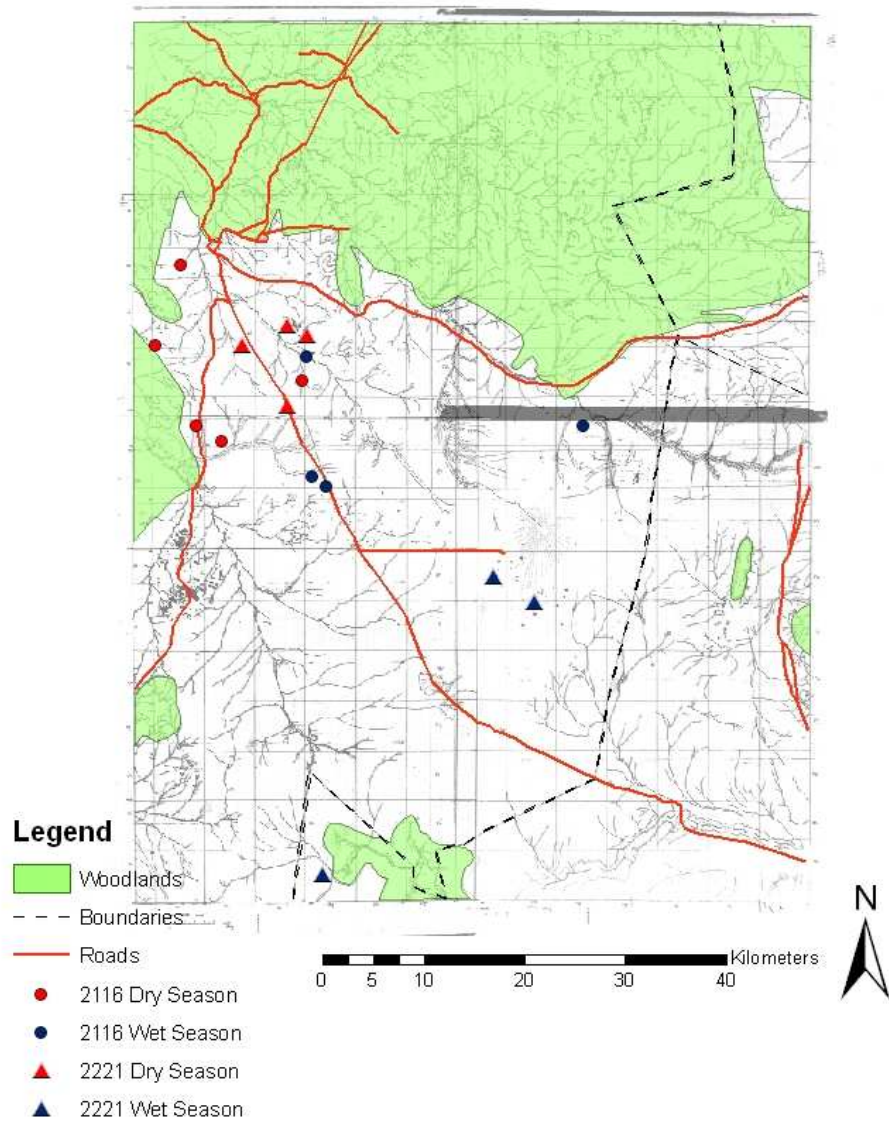 N
Legend
Woodlands
Boundaries
Roads
2116 Dry Season
2116 Wet Season
2221 Dry Season
2221 Wet Season
Kilometers
0 5 10 20 30 40